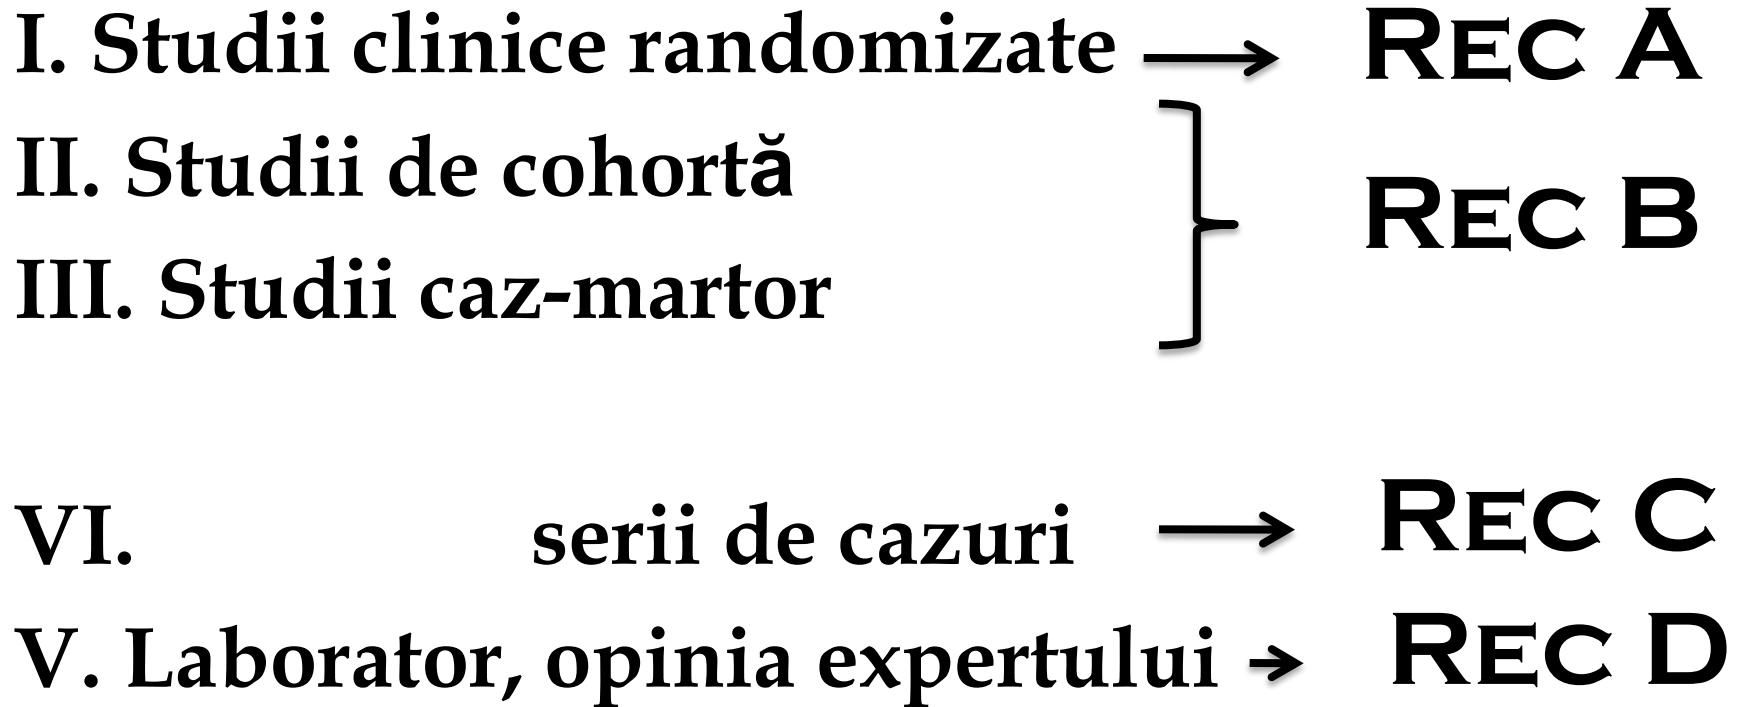 I. Studii clinice randomizate → REC A
II. Studii de cohortă
REC B
III. Studii caz-martor
VI. serii de cazuri → REC C
V. Laborator, opinia expertului → REC D